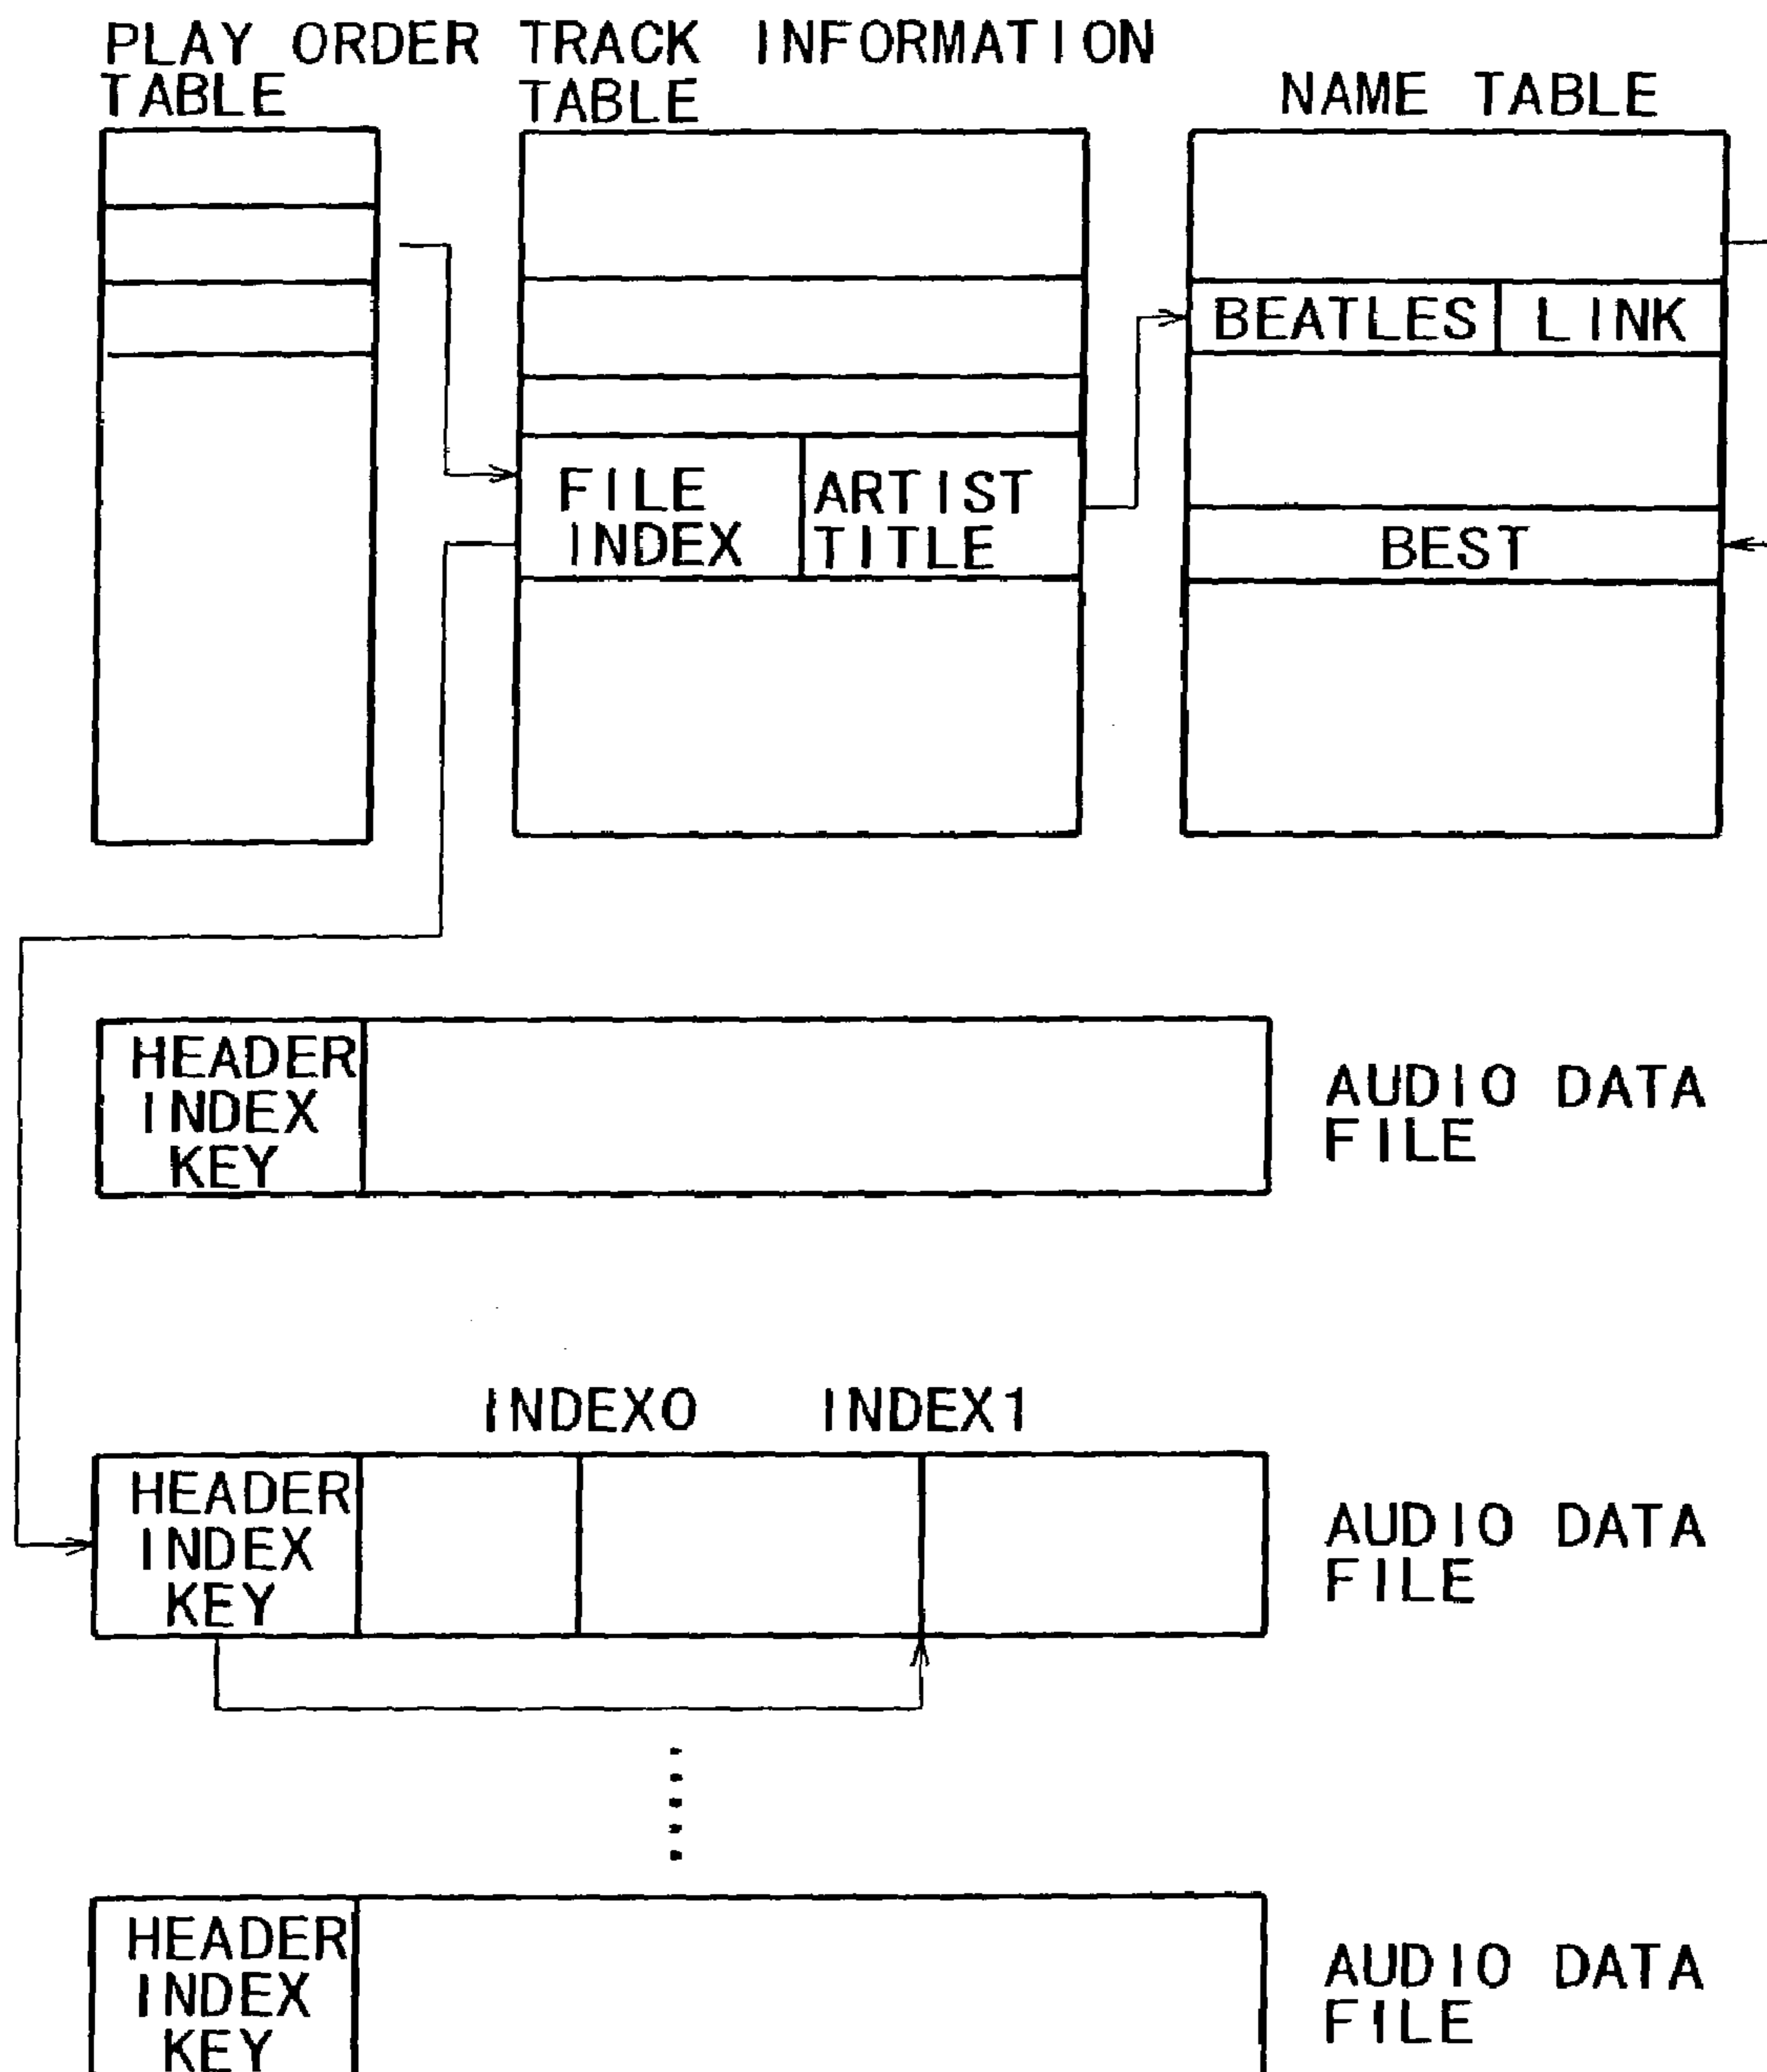 PLAY ORDER
TABLE
TRACK INFORMATION
TABLE
NAME TABLE
BEATLES
LINK
FILE
INDEX
ARTIST
TITLE
BEST
HEADER
INDEX
KEY
AUDIO DATA
FILE
INDEX0
INDEX1
HEADER
INDEX
KEY
AUDIO DATA
FILE
HEADER
INDEX
KEY
AUDIO DATA
FILE